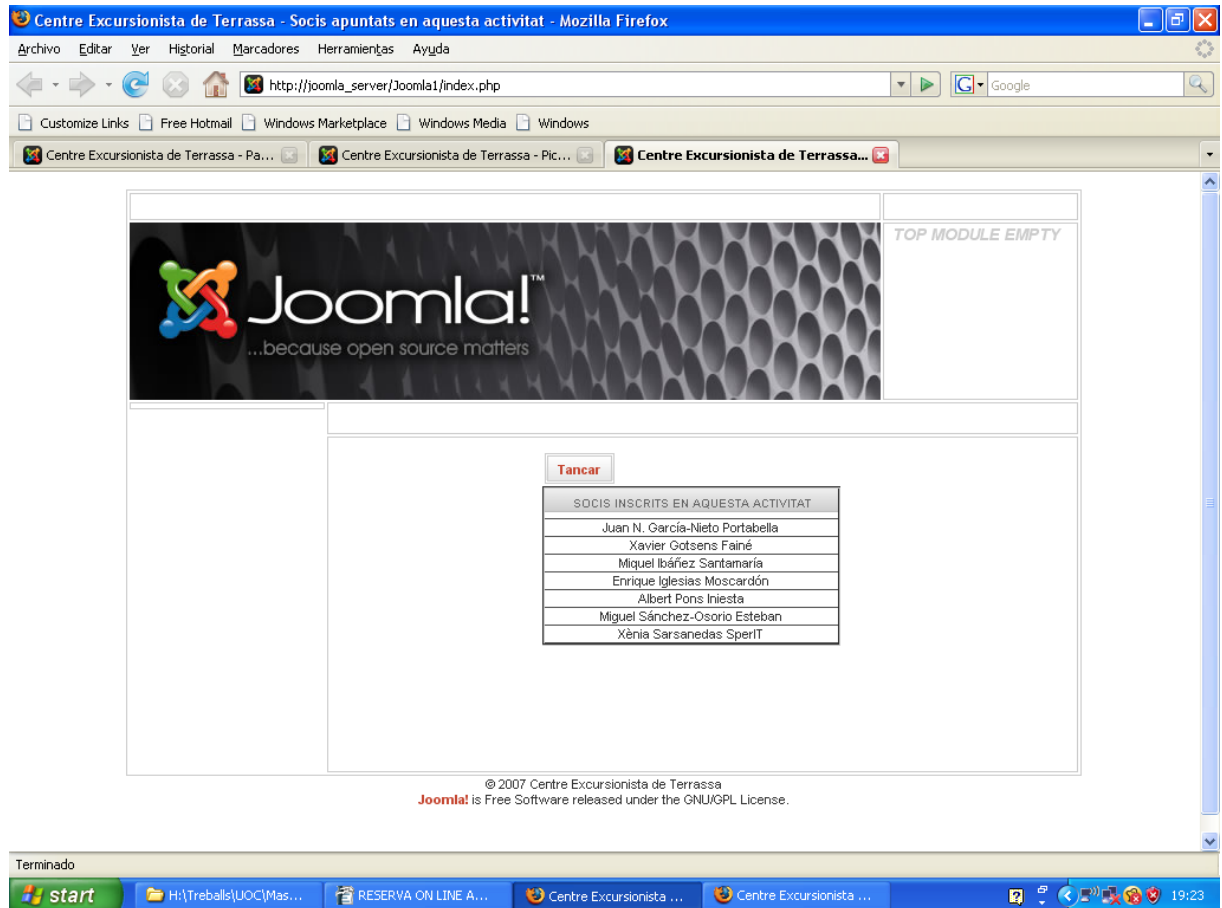 Centre Excursionista de Terrassa - Socis apuntats en aquesta activitat - Mozilla Firefox
Archivo Editar Ver Historial Marcadores Herramientas Ayuda
http://joomla_server/Joomla1/index.php
G Google
Customize Links Free Hotmail Windows Marketplace Windows Media Windows
Centre Excursionista de Terrassa - Pa... Centre Excursionista de Terrassa - Pic... Centre Excursionista de Terrassa...
TOP MODULE EMPTY
Joomla!™
...because open source matters
Tancar
SOCIS INSCRITS EN AQUESTA ACTIVITAT
Juan N. García-Nieto Portabella
Xavier Gotsens Fainé
Miquel Ibáñez Santamaría
Enrique Iglesias Moscardón
Albert Pons Iniesta
Miguel Sánchez-Osorio Esteban
Xènia Sarsanedas SperIT
© 2007 Centre Excursionista de Terrassa
Joomla! is Free Software released under the GNU/GPL License.
Terminado
start H:\Treballs\UOC\Mas... RESERVA ON LINE A... Centre Excursionista ... Centre Excursionista ... 19:23